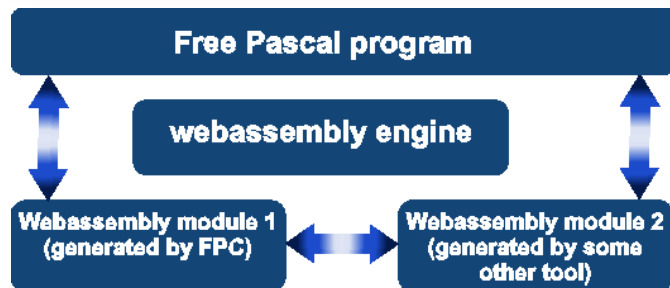 Free Pascal program
webassembly engine
Webassembly module 1
(generated by FPC)
Webassembly module 2
(generated by some
other tool)